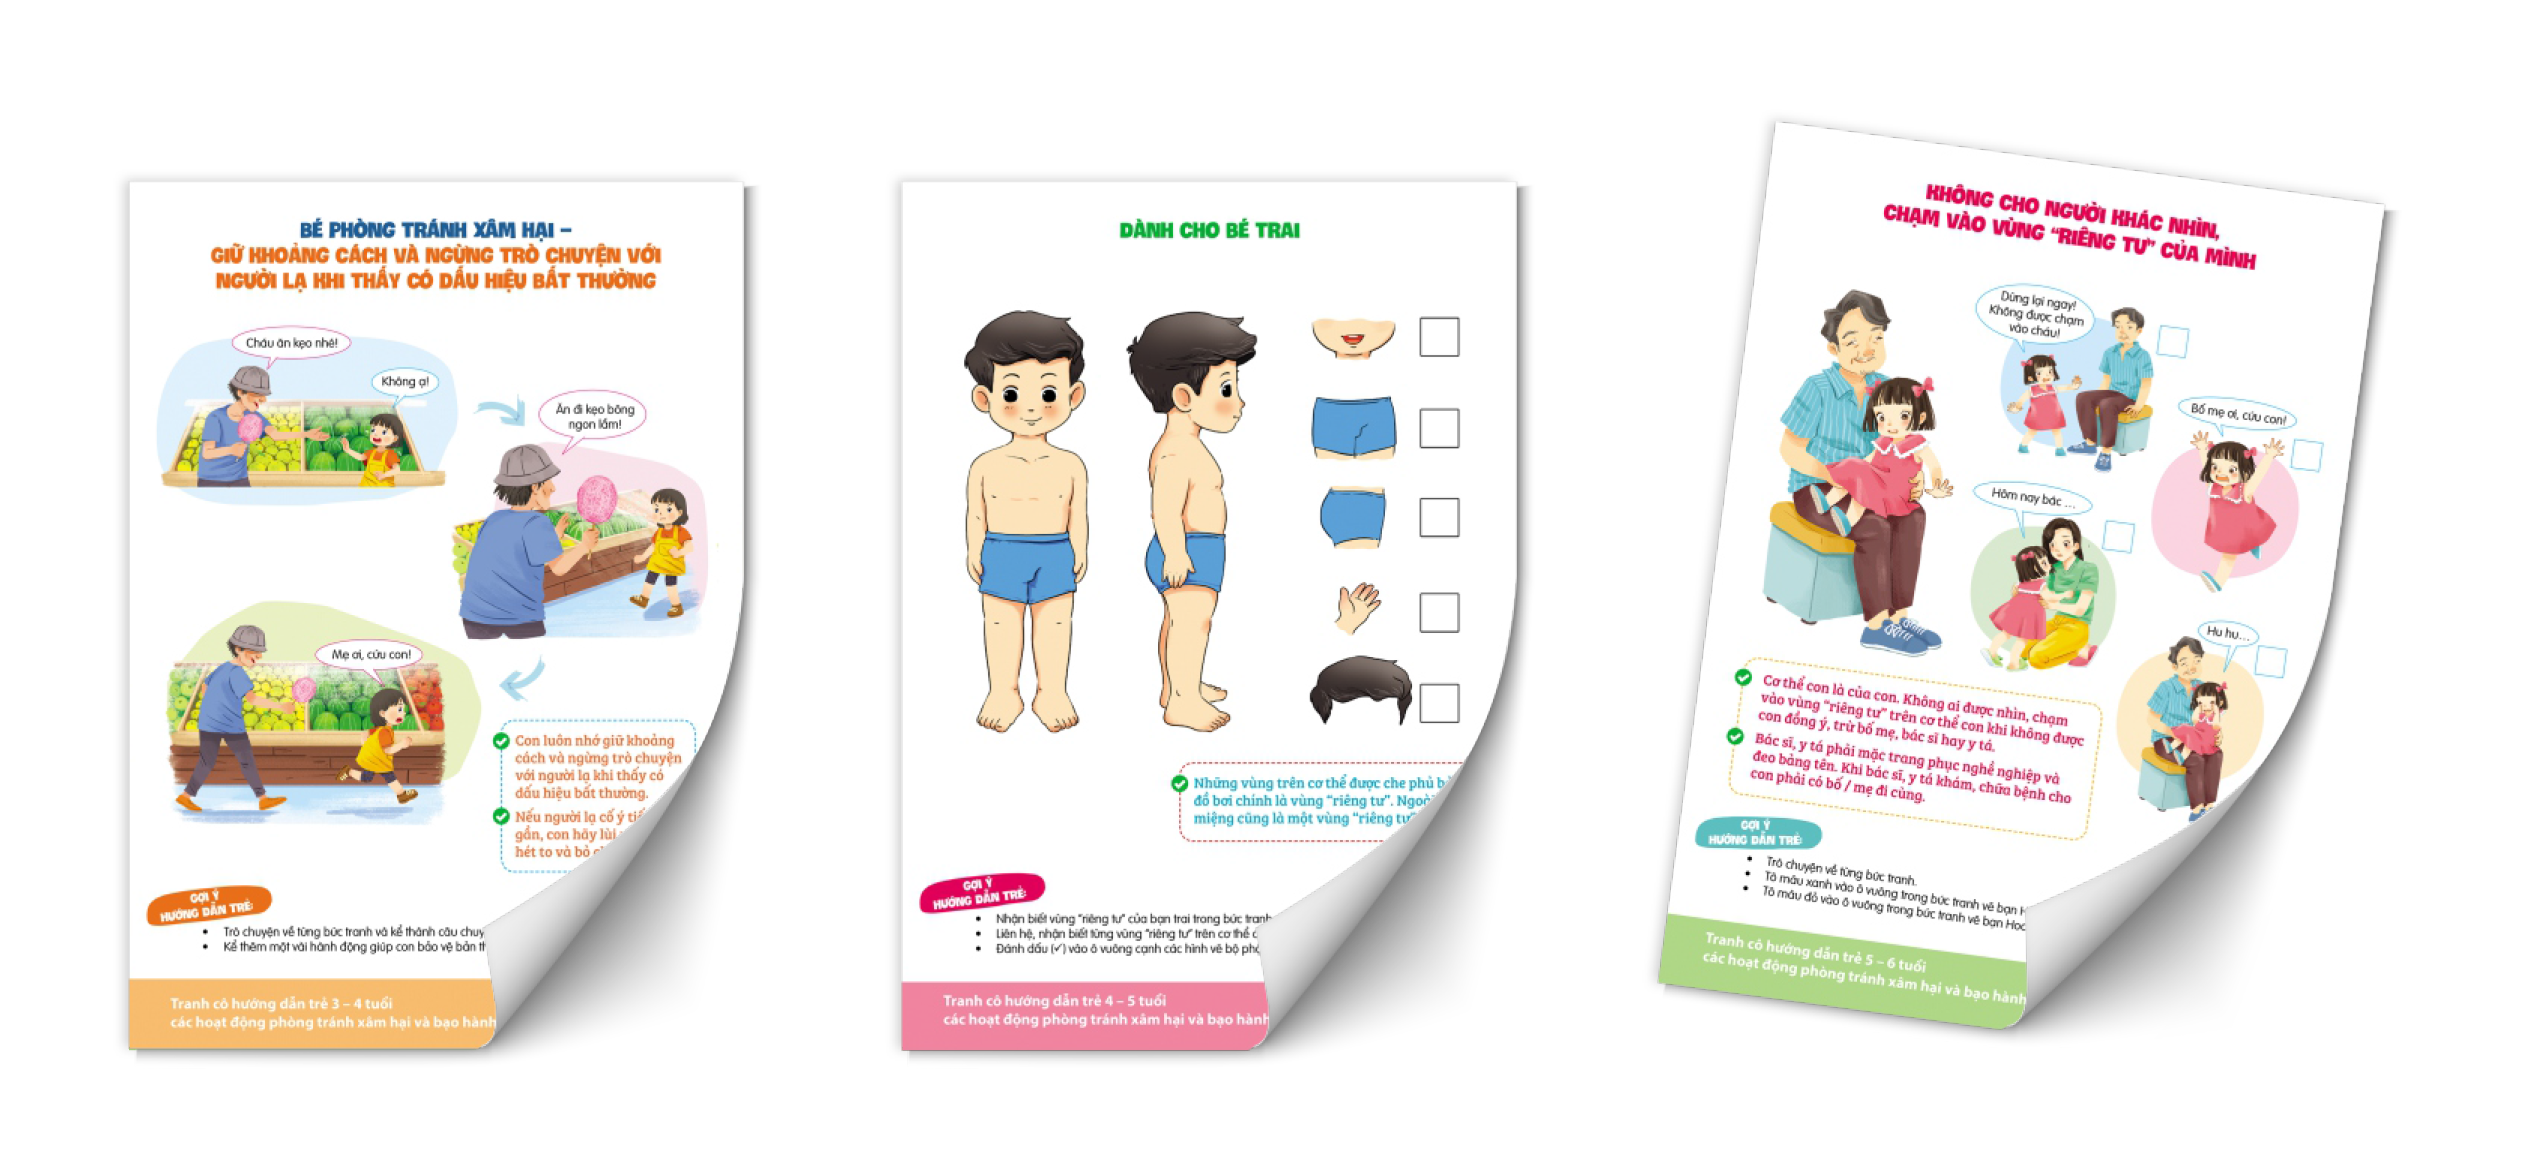 BÉ PHÒNG TRÁNH XÂM HẠI –
GIỮ KHOẢNG CÁCH VÀ NGỪNG TRÒ CHUYỆN VỚI
NGƯỜI LẠ KHI THẤY CÓ DẤU HIỆU BẤT THƯỜNG
Cháu ăn kẹo nhé!
Không ạ!
Ăn đi kẹo bông
ngon lắm!
Mẹ ơi, cứu con!
Con luôn nhớ giữ khoảng
cách và ngừng trò chuyện
với người lạ khi thấy có
dấu hiệu bất thường.
Nếu người lạ cố ý
gần, con hãy lùi
hét to và bỏ
GỢI Ý
HƯỚNG DẪN TRẺ:
• Trò chuyện về từng bức tranh và kể thành câu
• Kể thêm một vài hành động giúp con bảo vệ bản
Tranh cô hướng dẫn trẻ 3 – 4 tuổi
các hoạt động phòng tránh xâm hại và bạo hành
DÀNH CHO BÉ TRAI
Những vùng trên cơ thể được che phủ
đồ bơi chính là vùng "riêng tư".
miệng cũng là một vùng "riêng tư"
GỢI Ý
HƯỚNG DẪN TRẺ:
• Nhận biết vùng "riêng tư" của bạn trai trong bức tranh
• Liên hệ, nhận biết từng vùng "riêng tư" trên cơ thể
• Đánh dấu (✓) vào ô vuông cạnh các hình vẽ bộ
Tranh cô hướng dẫn trẻ 4 – 5 tuổi
các hoạt động phòng tránh xâm hại và bạo hành
KHÔNG CHO NGƯỜI KHÁC NHÌN,
CHẠM VÀO VÙNG "RIÊNG TƯ" CỦA MÌNH
Dừng lại ngay!
Không được chạm
vào cháu!
Bố mẹ ơi, cứu con!
Hôm nay bác ...
Hu hu...
Cơ thể con là của con. Không ai được nhìn, chạm
vào vùng "riêng tư" trên cơ thể con khi không được
con đồng ý, trừ bố mẹ, bác sĩ hay y tá.
Bác sĩ, y tá phải mặc trang phục nghề nghiệp và
đeo bảng tên. Khi bác sĩ, y tá khám, chữa bệnh cho
con phải có bố / mẹ đi cùng.
GỢI Ý
HƯỚNG DẪN TRẺ:
• Trò chuyện về từng bức tranh.
• Tô màu xanh vào ô vuông trong bức tranh vẽ bạn
• Tô màu đỏ vào ô vuông trong bức tranh vẽ bạn
Tranh cô hướng dẫn trẻ 5 – 6 tuổi
các hoạt động phòng tránh xâm hại và bạo hành